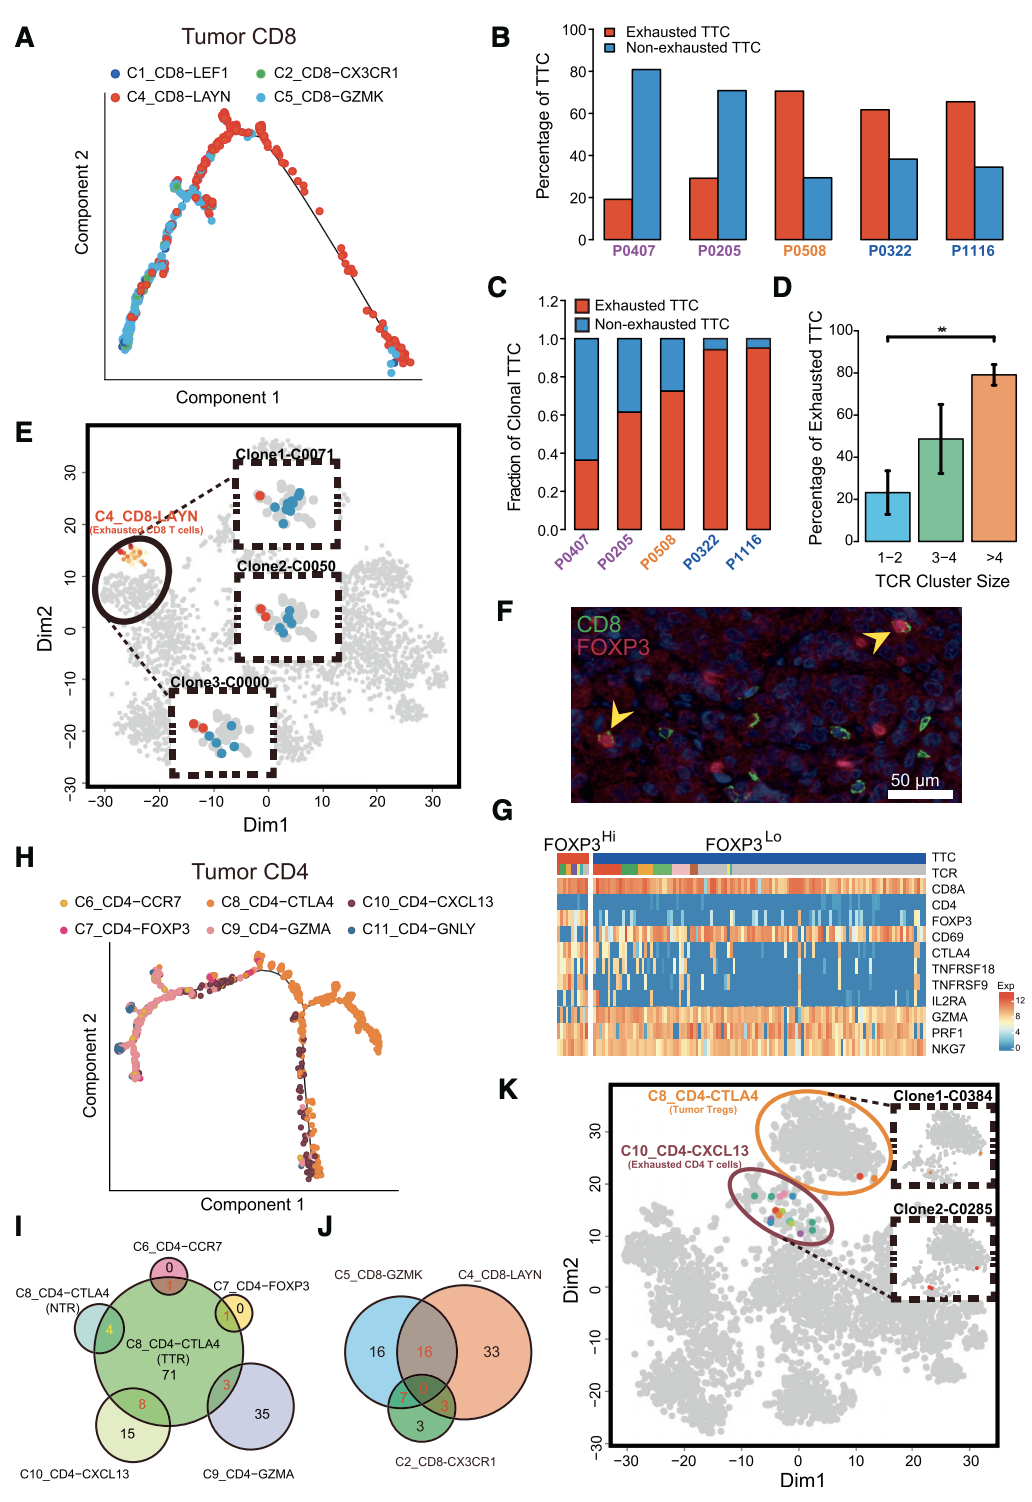 A
Tumor CD8
C1_CD8−LEF1
C2_CD8−CX3CR1
C4_CD8−LAYN
C5_CD8−GZMK
Component 2
Component 1
B
Percentage of TTC
100
80
60
40
20
0
Exhausted TTC
Non-exhausted TTC
P0407
P0205
P0508
P0322
P1116
C
Fraction of Clonal TTC
1.2
1.0
0.8
0.6
0.4
0.2
0.0
Exhausted TTC
Non-exhausted TTC
P0407
P0205
P0508
P0322
P1116
D
Percentage of Exhausted TTC
100
80
60
40
20
0
**
1−2
3−4
>4
TCR Cluster Size
E
Clone1-C0071
C4_CD8-LAYN
(Exhausted CD8 T cells)
Clone2-C0050
Clone3-C0000
Dim2
30
20
10
0
−10
−20
−30
−30
−20
−10
0
10
20
30
Dim1
F
CD8
FOXP3
50 µm
G
FOXP3Hi
FOXP3Lo
TTC
TCR
CD8A
CD4
FOXP3
CD69
CTLA4
TNFRSF18
TNFRSF9
IL2RA
GZMA
PRF1
NKG7
Exp
12
8
4
0
H
Tumor CD4
C6_CD4−CCR7
C8_CD4−CTLA4
C10_CD4−CXCL13
C7_CD4−FOXP3
C9_CD4−GZMA
C11_CD4−GNLY
Component 2
Component 1
I
C6_CD4−CCR7
0
1
C7_CD4−FOXP3
0
1
C8_CD4−CTLA4
(NTR)
4
C8_CD4−CTLA4
(TTR)
71
3
8
35
15
C10_CD4−CXCL13
C9_CD4−GZMA
J
C5_CD8-GZMK
C4_CD8-LAYN
16
16
33
7
0
3
3
C2_CD8-CX3CR1
K
C8_CD4-CTLA4
(Tumor Tregs)
Clone1-C0384
C10_CD4-CXCL13
(Exhausted CD4 T cells)
Clone2-C0285
Dim2
30
20
10
0
−10
−20
−30
−30
−20
−10
0
10
20
30
Dim1